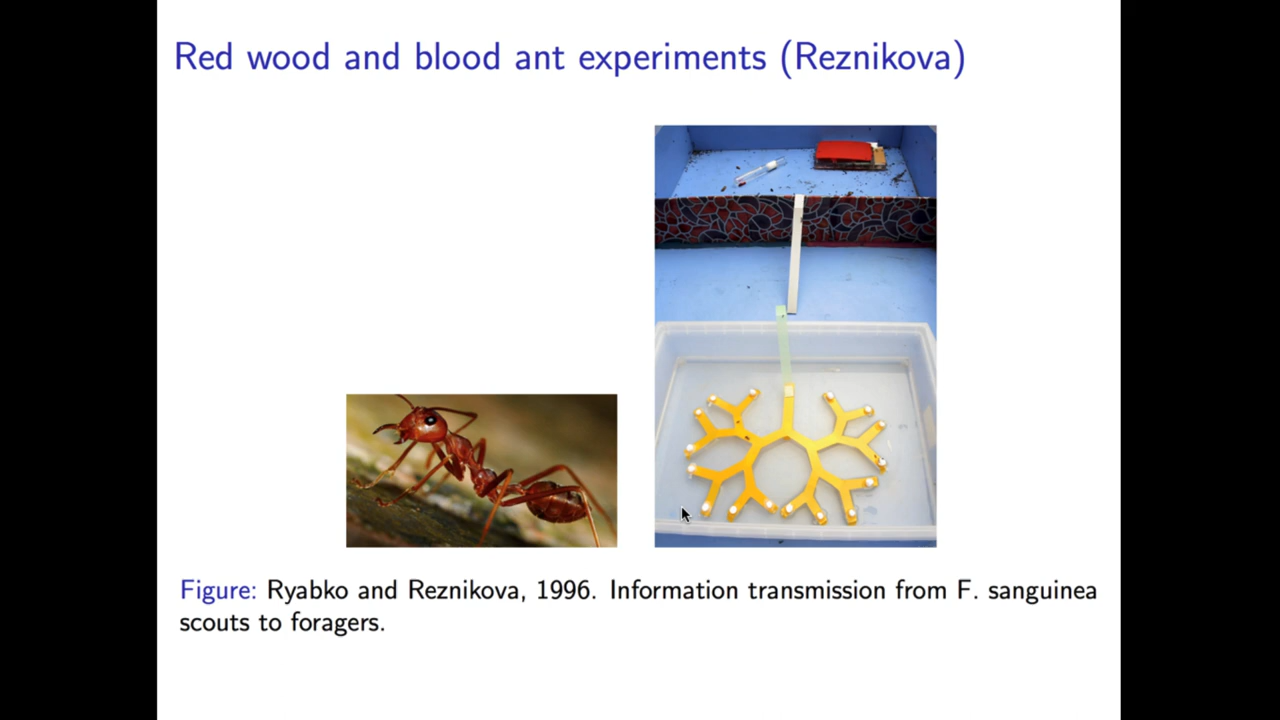 Red wood and blood ant experiments (Reznikova)
Figure: Ryabko and Reznikova, 1996. Information transmission from F. sanguinea
scouts to foragers.